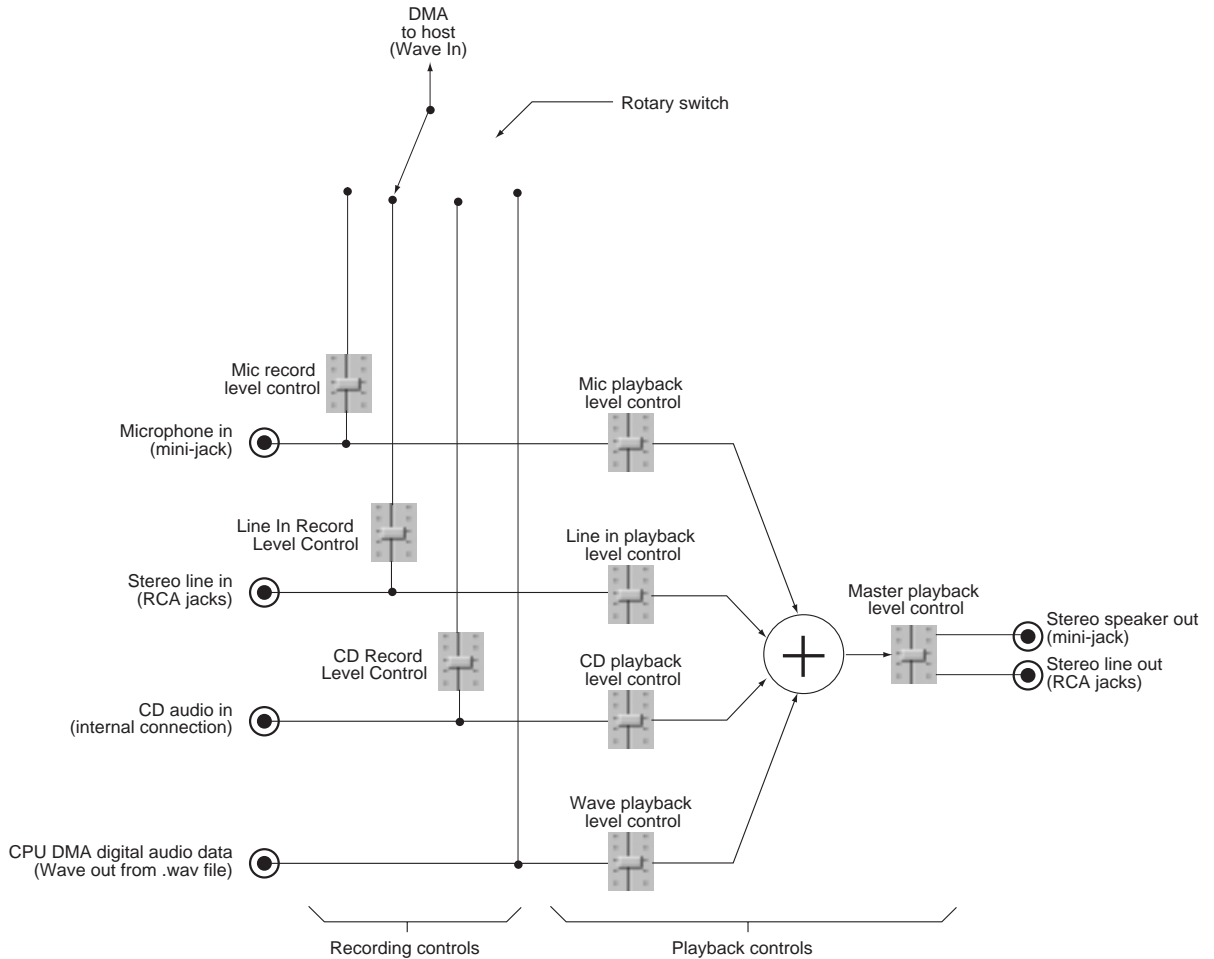 DMA
to host
(Wave In)
Rotary switch
Mic record
level control
Mic playback
level control
Microphone in
(mini-jack)
Line In Record
Level Control
Line in playback
level control
Stereo line in
(RCA jacks)
Master playback
level control
Stereo speaker out
(mini-jack)
Stereo line out
(RCA jacks)
CD Record
Level Control
CD playback
level control
CD audio in
(internal connection)
Wave playback
level control
CPU DMA digital audio data
(Wave out from .wav file)
Recording controls
Playback controls